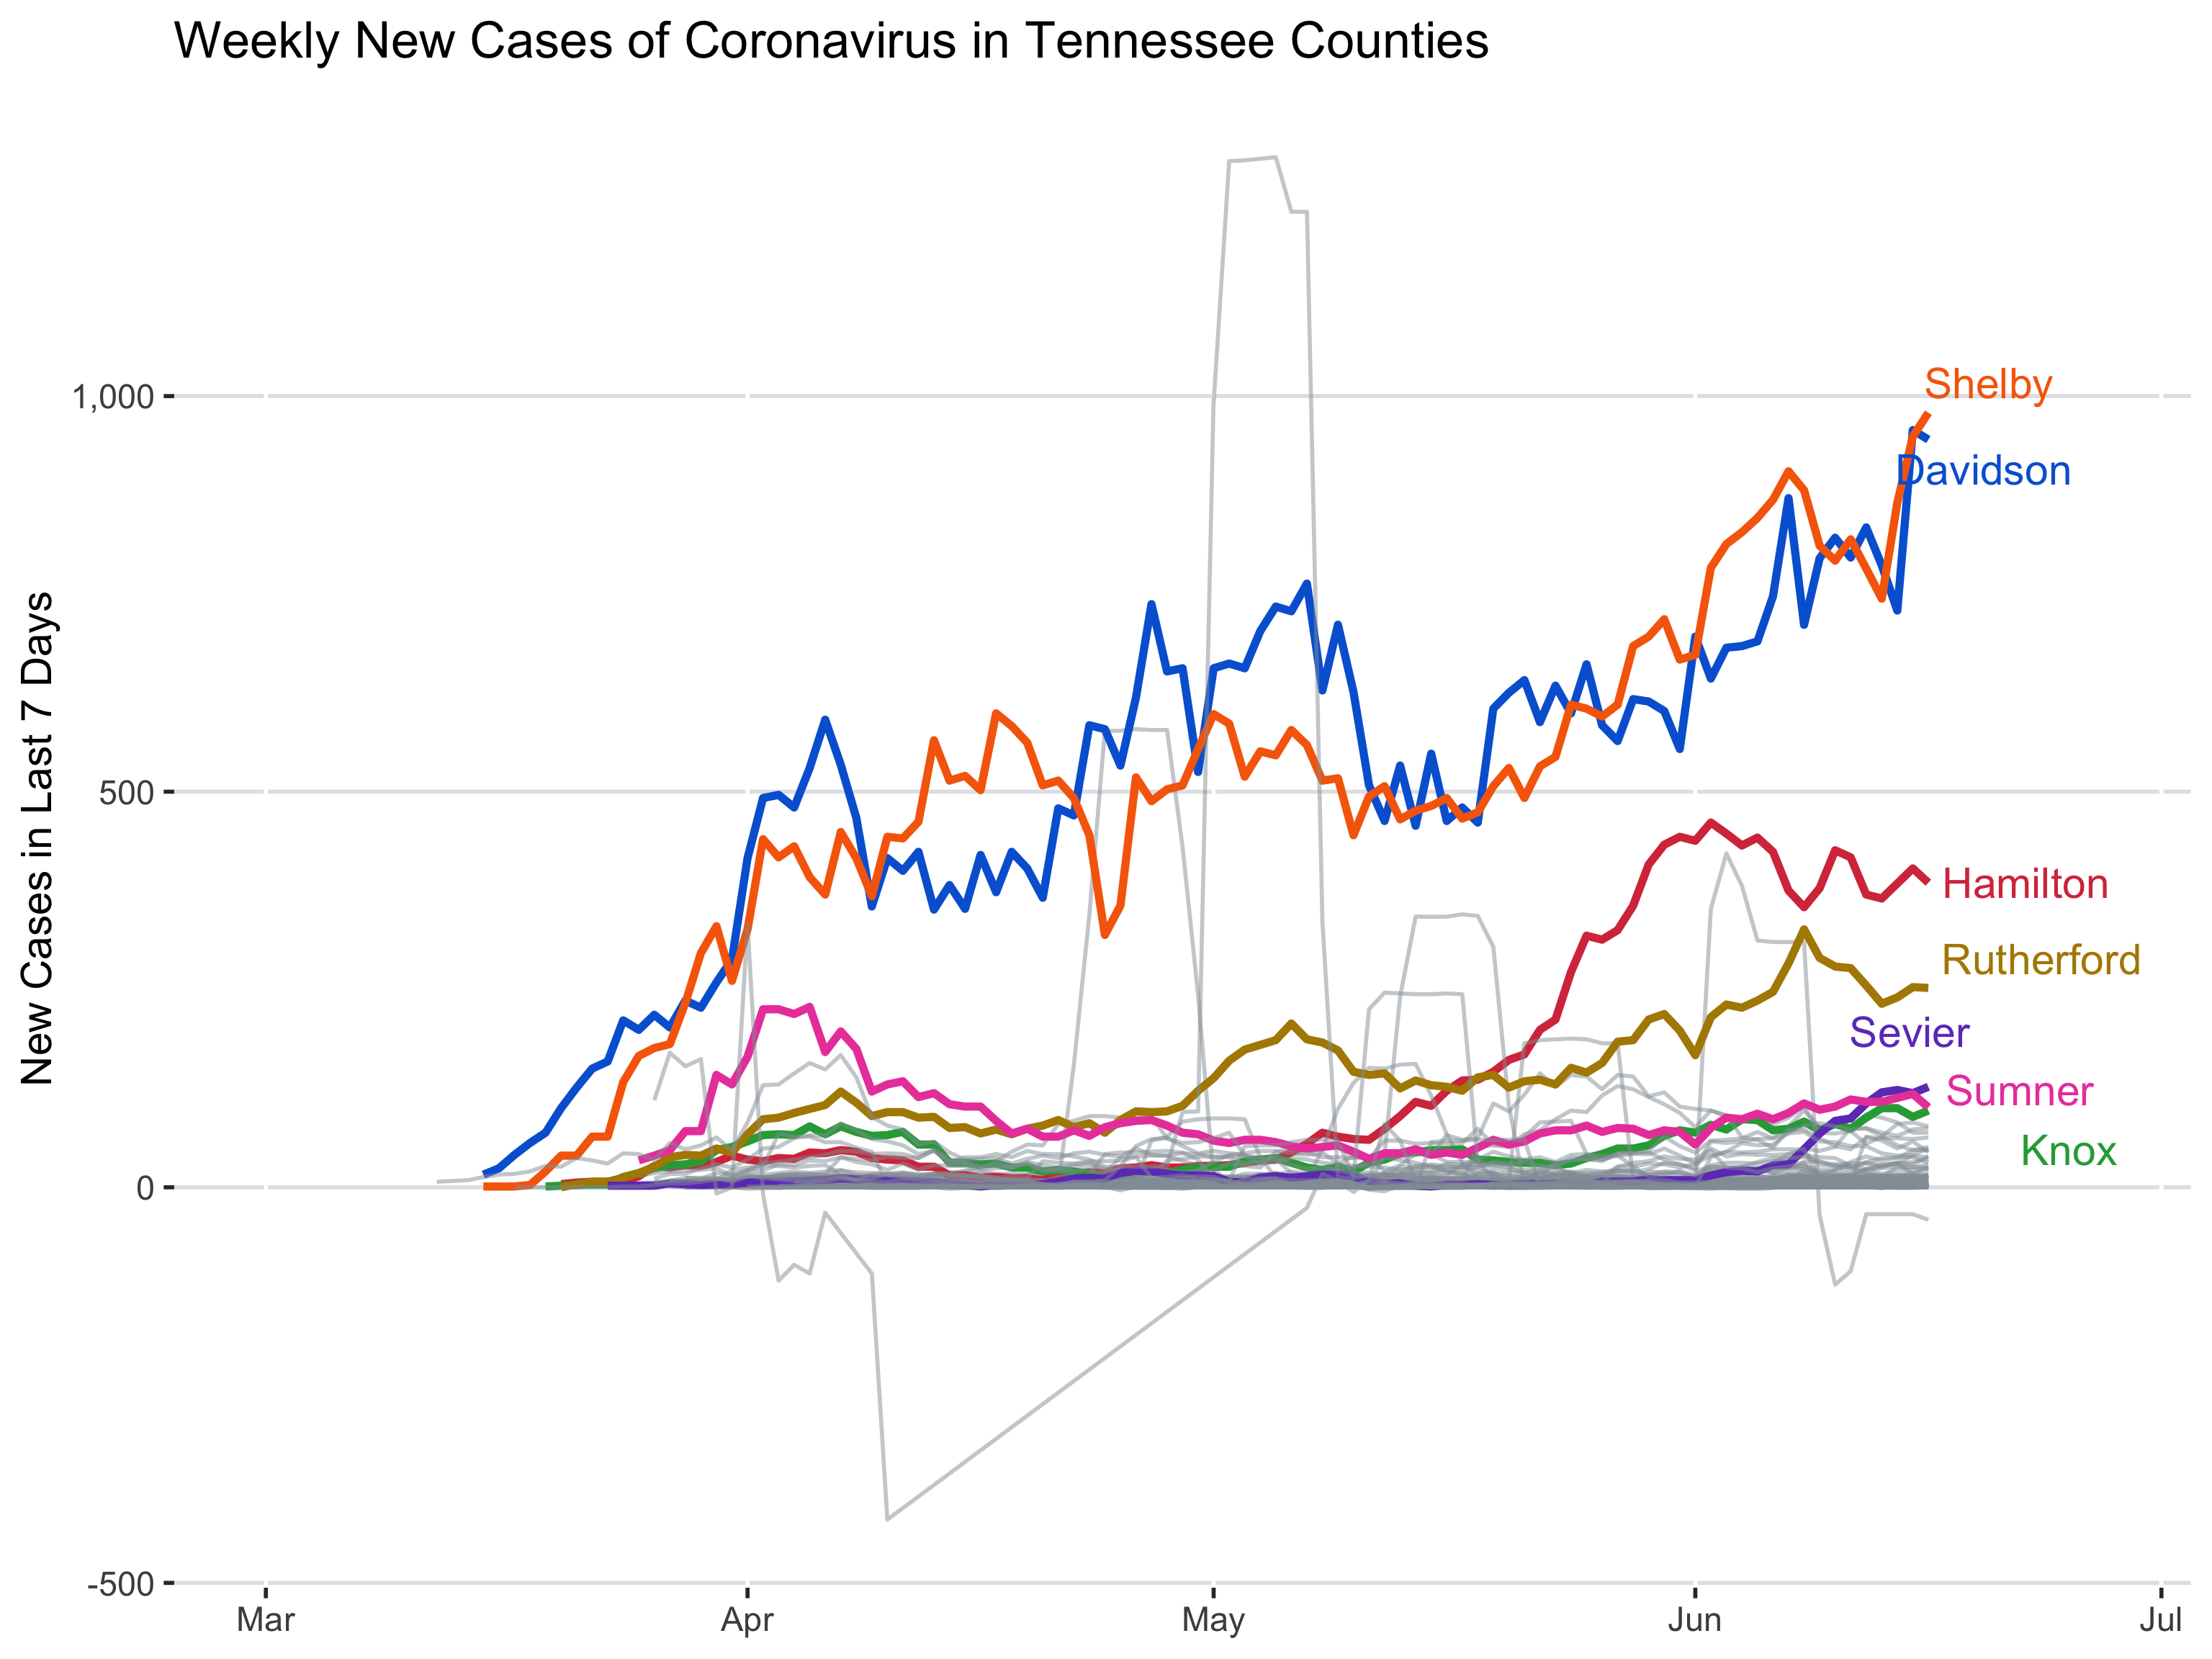 Weekly New Cases of Coronavirus in Tennessee Counties
New Cases in Last 7 Days
1,000
500
0
-500
Shelby
Davidson
Hamilton
Rutherford
Sevier
Sumner
Knox
Mar
Apr
May
Jun
Jul